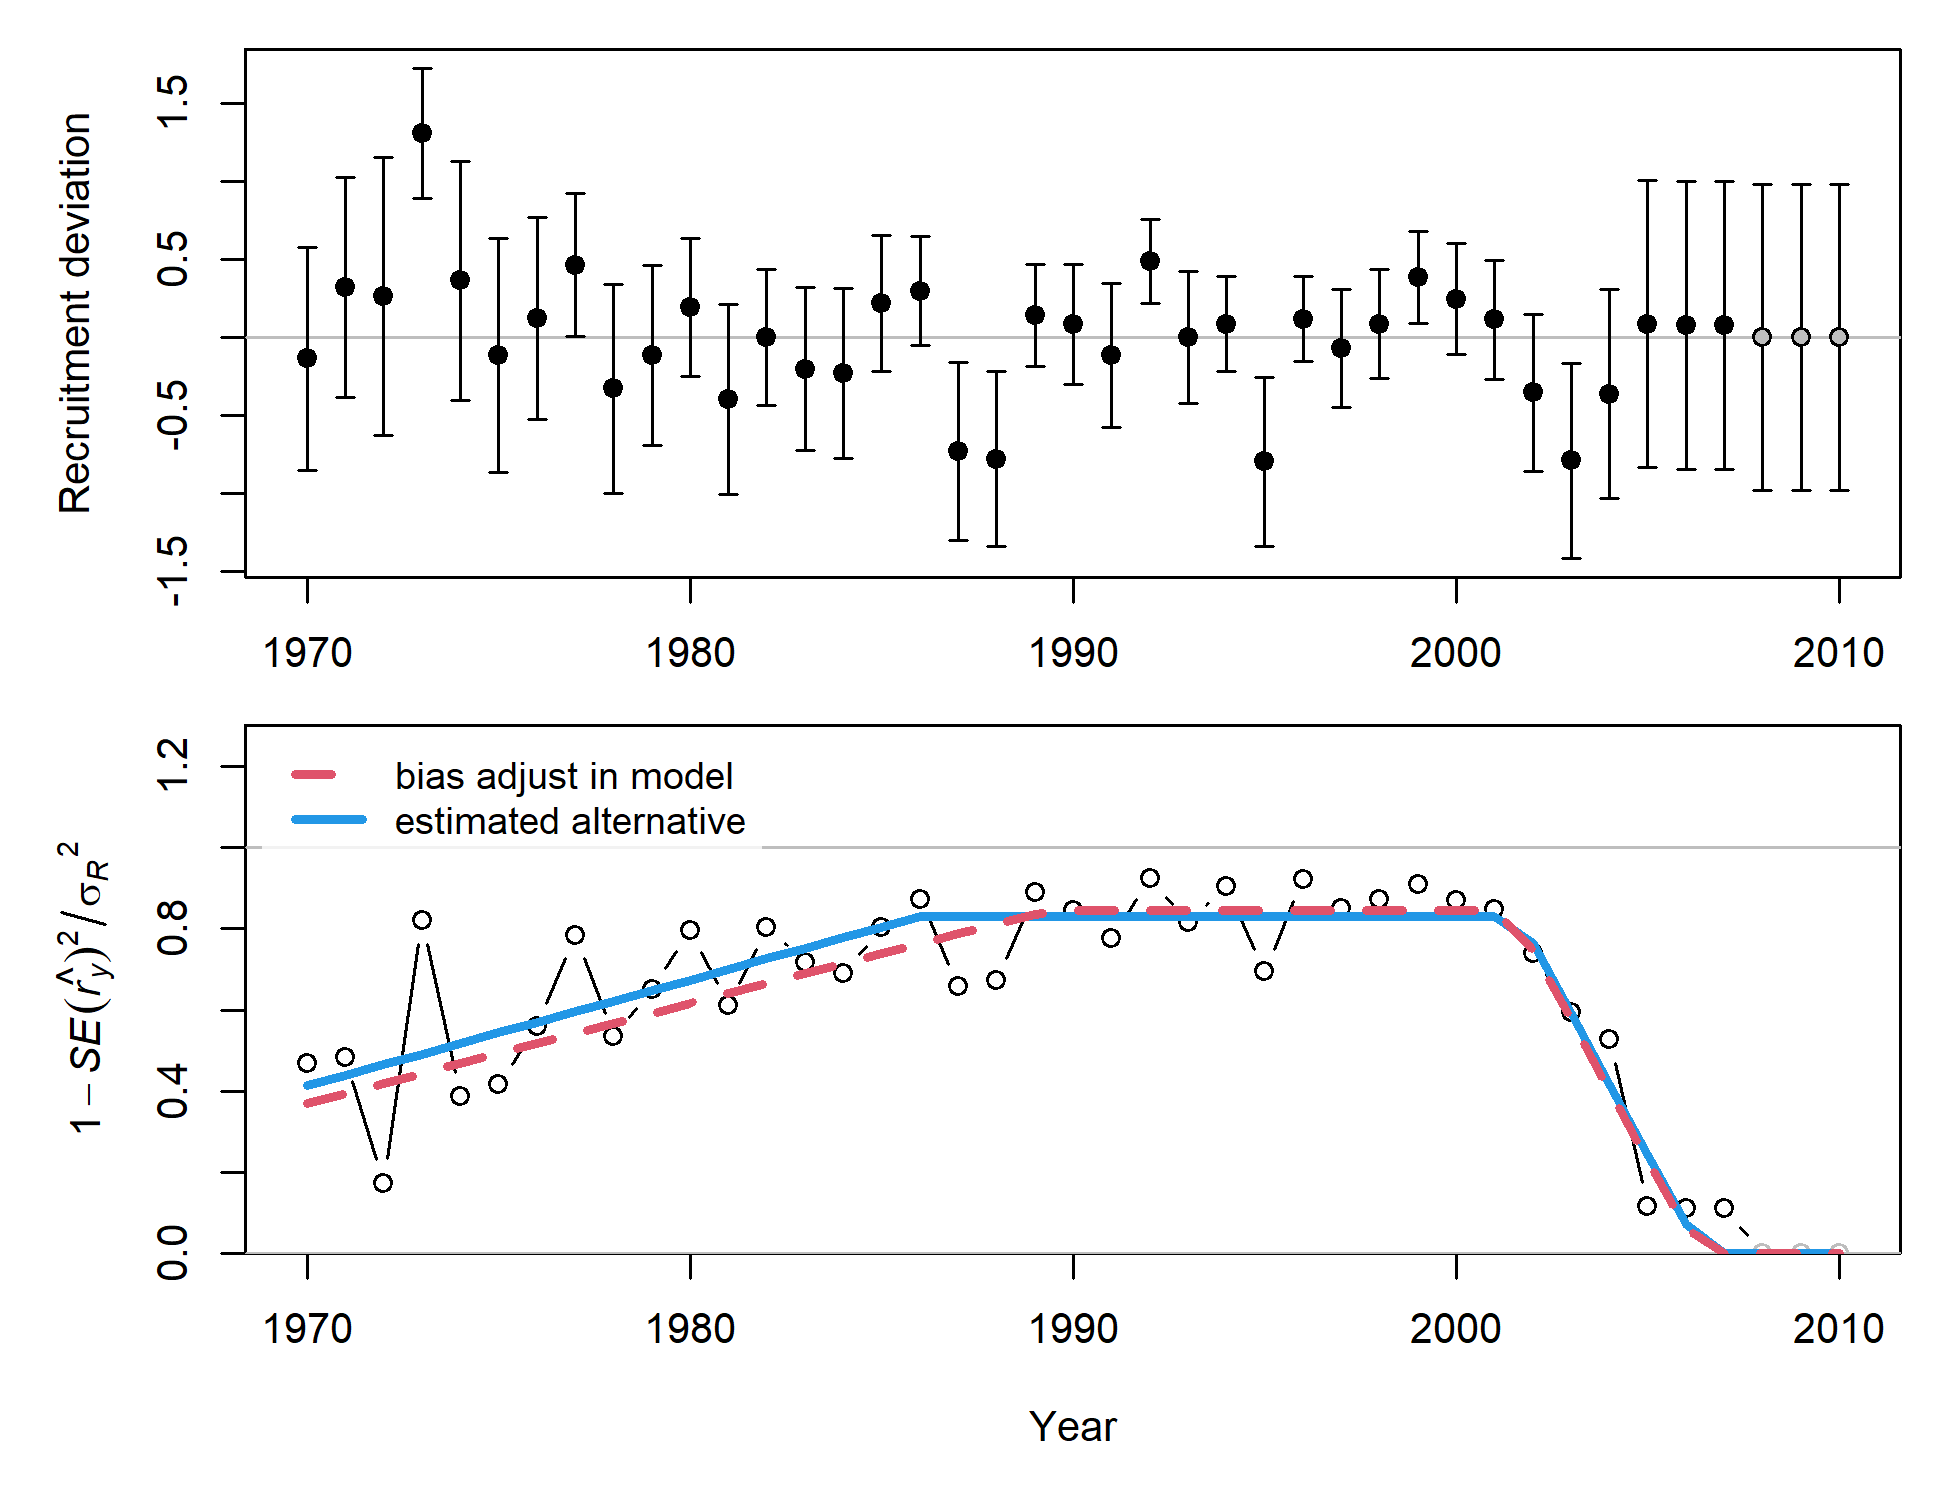 Recruitment deviation
1.5
0.5
-0.5
-1.5
1970 1980 1990 2000 2010
bias adjust in model
estimated alternative
1 − SE(r̂y)² / σR²
1.2
0.8
0.4
0.0
1970 1980 1990 2000 2010
Year